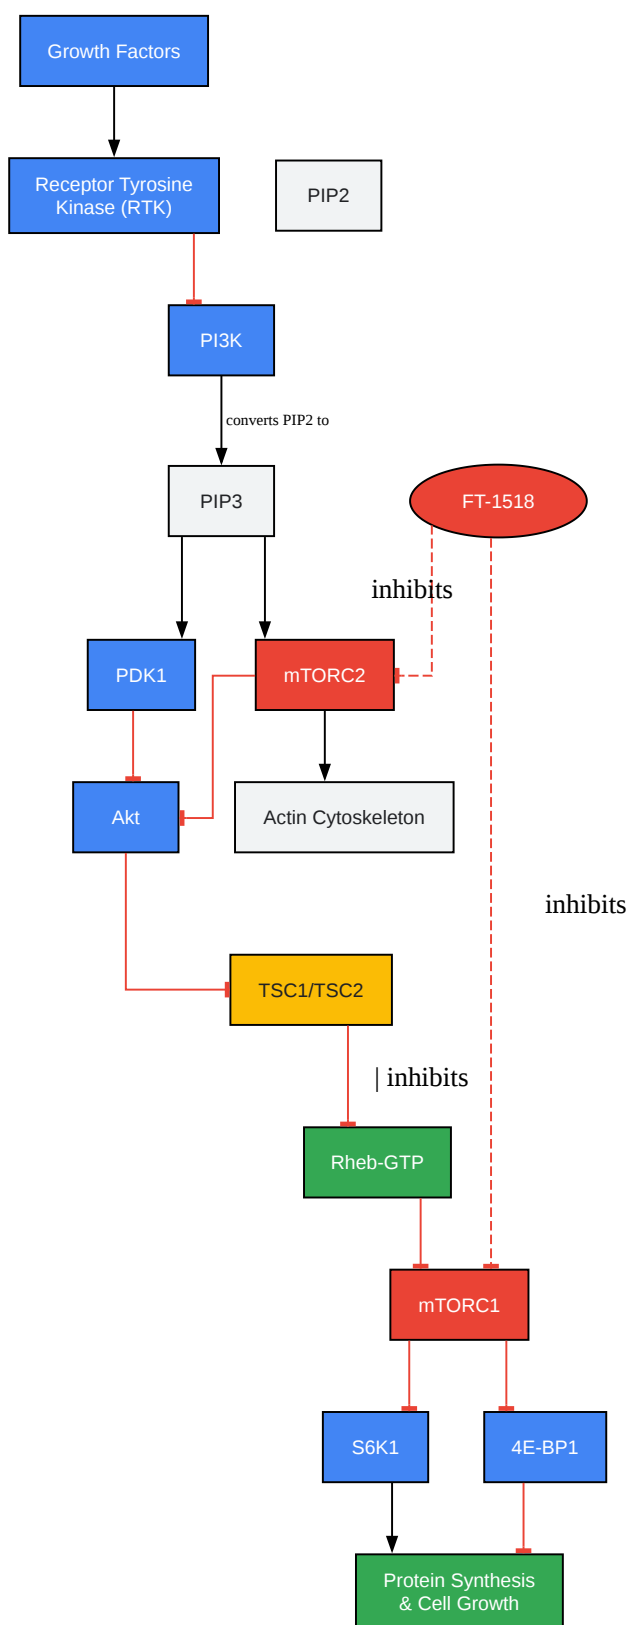 Growth Factors
Receptor Tyrosine
Kinase (RTK)
PIP2
PI3K
converts PIP2 to
PIP3
FT-1518
inhibits
PDK1
mTORC2
Akt
Actin Cytoskeleton
inhibits
TSC1/TSC2
| inhibits
Rheb-GTP
mTORC1
S6K1
4E-BP1
Protein Synthesis
& Cell Growth